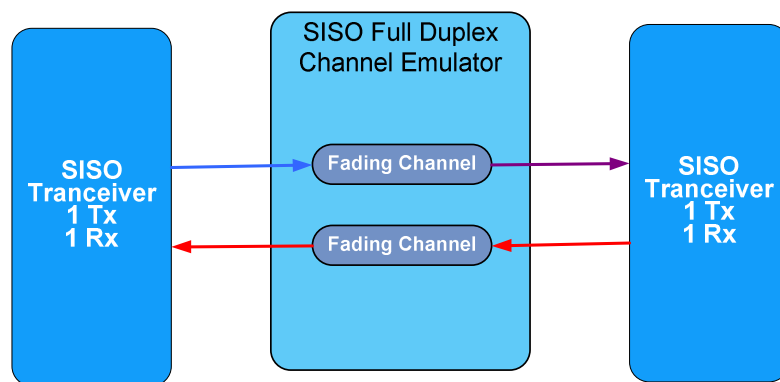 SISO Full Duplex
Channel Emulator
SISO
Tranceiver
1 Tx
1 Rx
Fading Channel
Fading Channel
SISO
Tranceiver
1 Tx
1 Rx